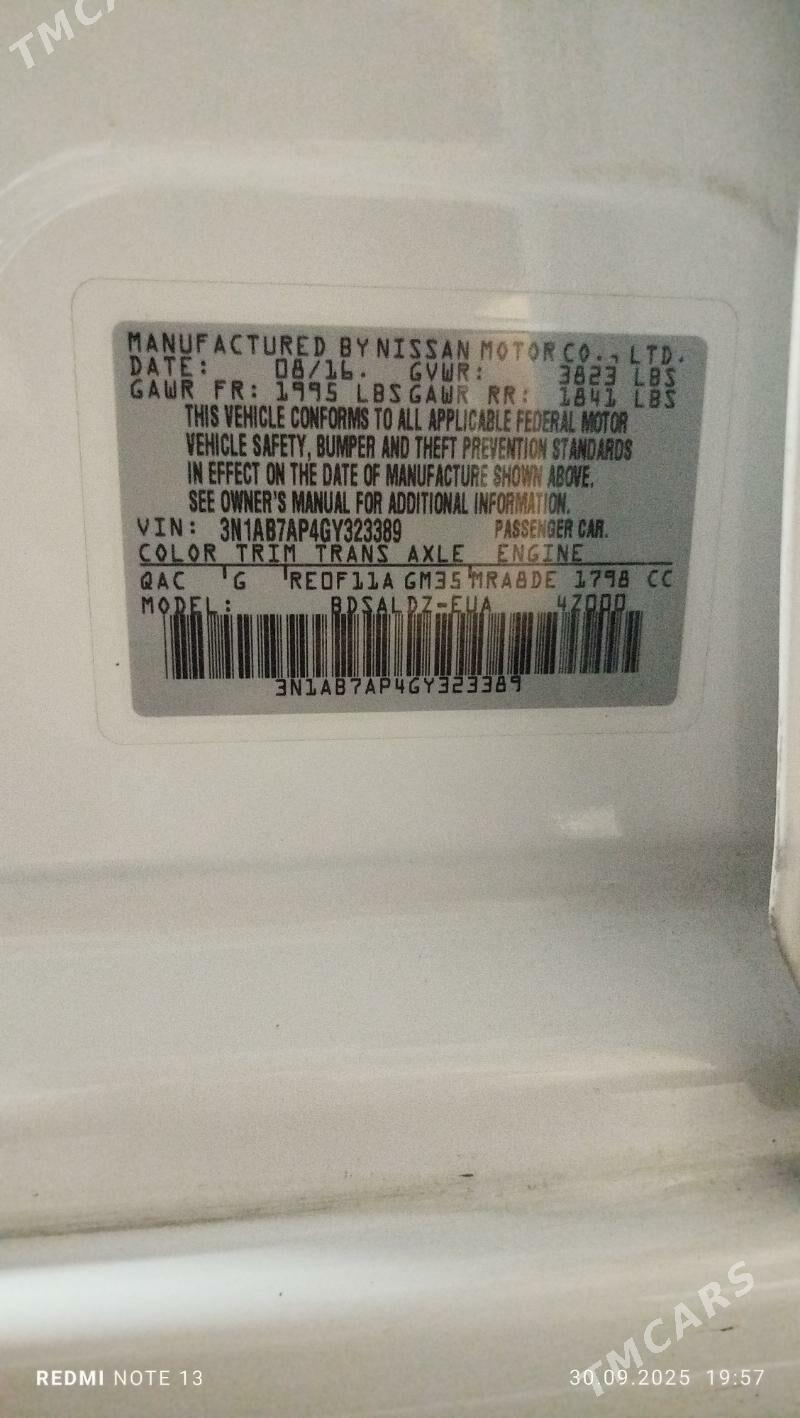 TMCA
MANUFACTURED BY NISSAN MOTOR CO., LTD.
DATE: 08/16. GVWR: 3823 LBS
GAWR FR: 1995 LBS GAWR RR: 1841 LBS
THIS VEHICLE CONFORMS TO ALL APPLICABLE FEDERAL MOTOR
VEHICLE SAFETY, BUMPER AND THEFT PREVENTION STANDARDS
IN EFFECT ON THE DATE OF MANUFACTURE SHOWN ABOVE.
SEE OWNER'S MANUAL FOR ADDITIONAL INFORMATION.
VIN: 3N1AB7AP4GY323389 PASSENGER CAR.
COLOR TRIM TRANS AXLE ENGINE
QAC G RE0F11A GM35 MRA8DE 1798 CC
MODEL: BDSALDZ-EUA
3N1AB7AP4GY323389
TMCARS
REDMI NOTE 13 30.09.2025 19:57